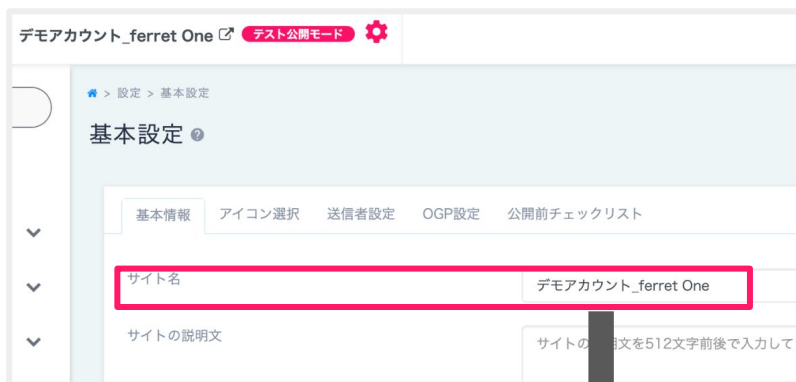 デモアカウント_ferret One テスト公開モード
> 設定 > 基本設定
基本設定
基本情報 アイコン選択 送信者設定 OGP設定 公開前チェックリスト
サイト名 デモアカウント_ferret One
サイトの説明文 サイトの 文を512文字前後で入力して